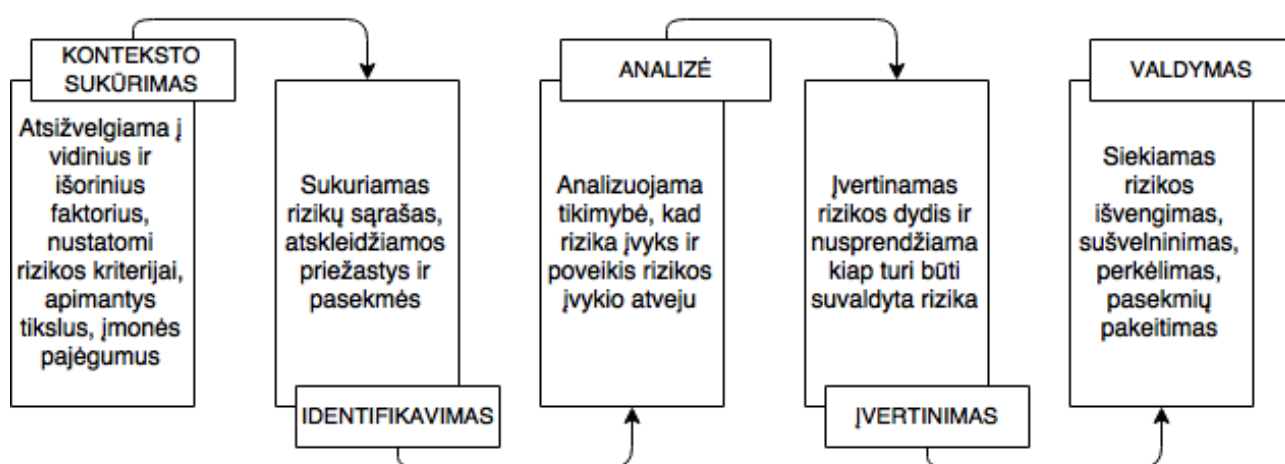 KONTEKSTO
SUKŪRIMAS
Atsižvelgiama į
vidinius ir
išorinius
faktorius,
nustatomi
rizikos kriterijai,
apimantys
tikslus, įmonės
pajėgumus
Sukuriamas
rizikų sąrašas,
atskleidžiamos
priežastys ir
pasekmės
IDENTIFIKAVIMAS
ANALIZĖ
Analizuojama
tikimybė, kad
rizika įvyks ir
poveikis rizikos
įvykio atveju
Įvertinamas
rizikos dydis ir
nusprendžiama
kiap turi būti
suvaldyta rizika
ĮVERTINIMAS
VALDYMAS
Siekiamas
rizikos
išvengimas,
sušvelninimas,
perkėlimas,
pasekmių
pakeitimas